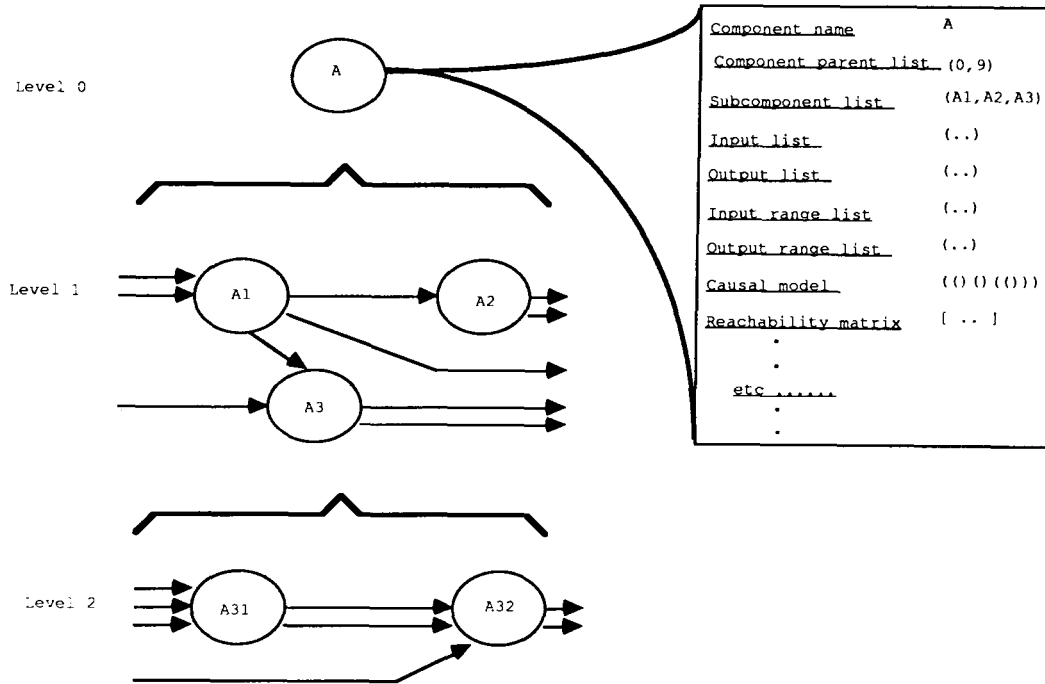 Level 0
A
Component name A
Component parent list (0,9)
Subcomponent list (A1,A2,A3)
Input list (..)
Output list (..)
Input range list (..)
Output range list (..)
Causal model (()()(()))
Reachability matrix [ .. ]
.
.
etc ......
.
.
Level 1
A1
A2
A3
Level 2
A31
A32